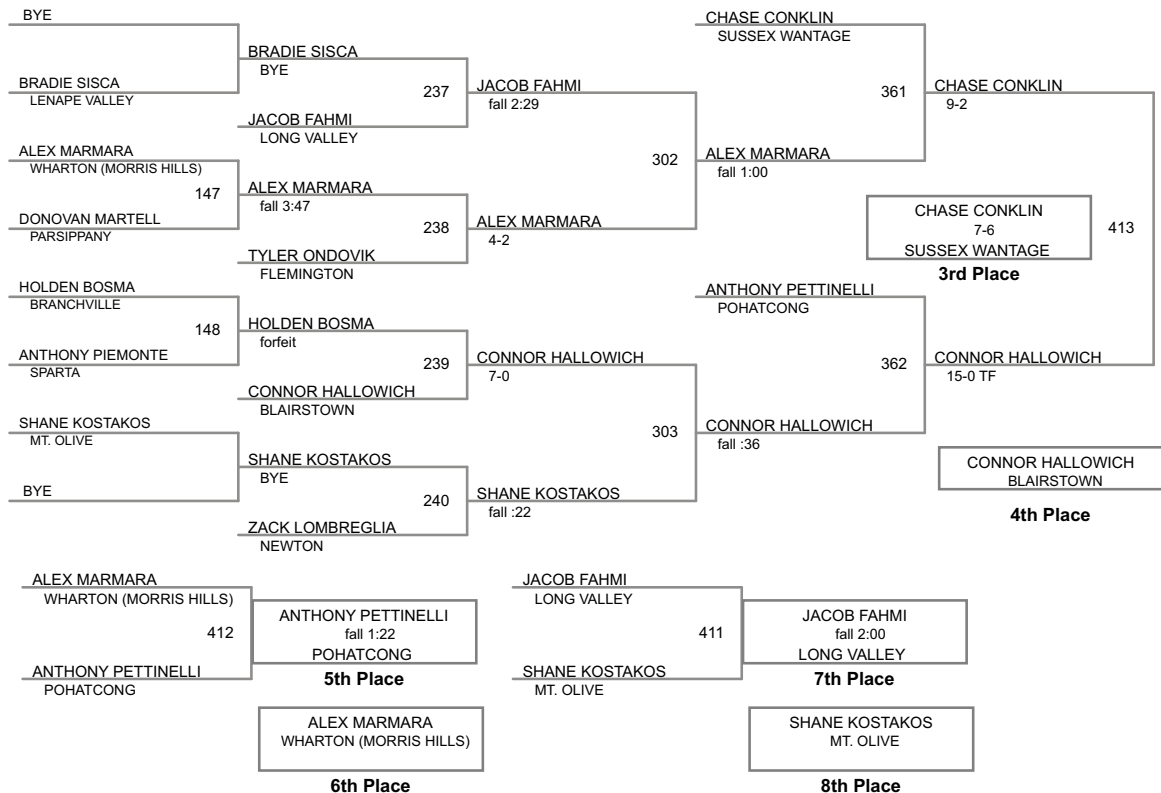 BYE
BRADIE SISCA
LENAPE VALLEY
ALEX MARMARA
WHARTON (MORRIS HILLS)
147
DONOVAN MARTELL
PARSIPPANY
HOLDEN BOSMA
BRANCHVILLE
148
ANTHONY PIEMONTE
SPARTA
SHANE KOSTAKOS
MT. OLIVE
BYE
BRADIE SISCA
BYE
237
JACOB FAHMI
LONG VALLEY
ALEX MARMARA
fall 3:47
238
TYLER ONDOVIK
FLEMINGTON
HOLDEN BOSMA
forfeit
239
CONNOR HALLOWICH
BLAIRSTOWN
SHANE KOSTAKOS
BYE
240
ZACK LOMBREGLIA
NEWTON
JACOB FAHMI
fall 2:29
302
ALEX MARMARA
4-2
CONNOR HALLOWICH
7-0
303
SHANE KOSTAKOS
fall :22
CHASE CONKLIN
SUSSEX WANTAGE
361
ALEX MARMARA
fall 1:00
ANTHONY PETTINELLI
POHATCONG
362
CONNOR HALLOWICH
fall :36
CHASE CONKLIN
9-2
CHASE CONKLIN
7-6
SUSSEX WANTAGE
413
3rd Place
CONNOR HALLOWICH
15-0 TF
CONNOR HALLOWICH
BLAIRSTOWN
4th Place
ALEX MARMARA
WHARTON (MORRIS HILLS)
412
ANTHONY PETTINELLI
POHATCONG
ANTHONY PETTINELLI
fall 1:22
POHATCONG
5th Place
ALEX MARMARA
WHARTON (MORRIS HILLS)
6th Place
JACOB FAHMI
LONG VALLEY
411
SHANE KOSTAKOS
MT. OLIVE
JACOB FAHMI
fall 2:00
LONG VALLEY
7th Place
SHANE KOSTAKOS
MT. OLIVE
8th Place